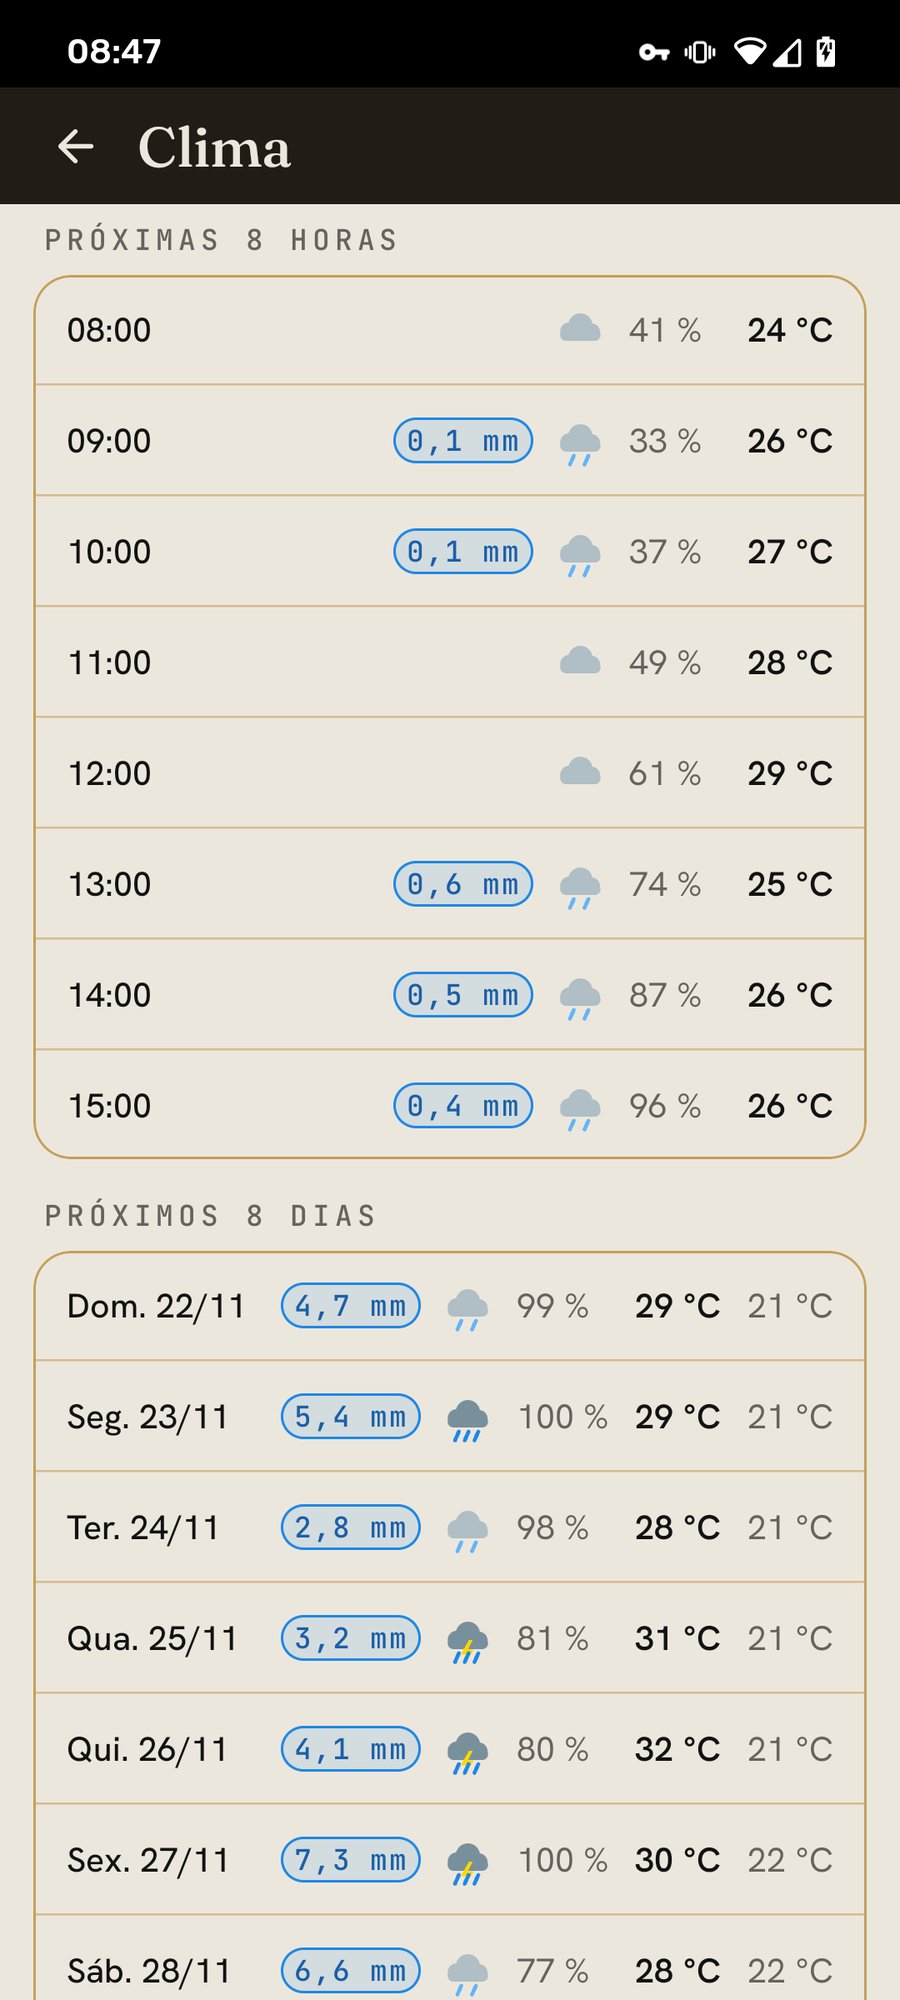 08:47
Clima
PRÓXIMAS 8 HORAS
08:00 41 % 24 °C
09:00 0,1 mm 33 % 26 °C
10:00 0,1 mm 37 % 27 °C
11:00 49 % 28 °C
12:00 61 % 29 °C
13:00 0,6 mm 74 % 25 °C
14:00 0,5 mm 87 % 26 °C
15:00 0,4 mm 96 % 26 °C
PRÓXIMOS 8 DIAS
Dom. 22/11 4,7 mm 99 % 29 °C 21 °C
Seg. 23/11 5,4 mm 100 % 29 °C 21 °C
Ter. 24/11 2,8 mm 98 % 28 °C 21 °C
Qua. 25/11 3,2 mm 81 % 31 °C 21 °C
Qui. 26/11 4,1 mm 80 % 32 °C 21 °C
Sex. 27/11 7,3 mm 100 % 30 °C 22 °C
Sáb. 28/11 6,6 mm 77 % 28 °C 22 °C